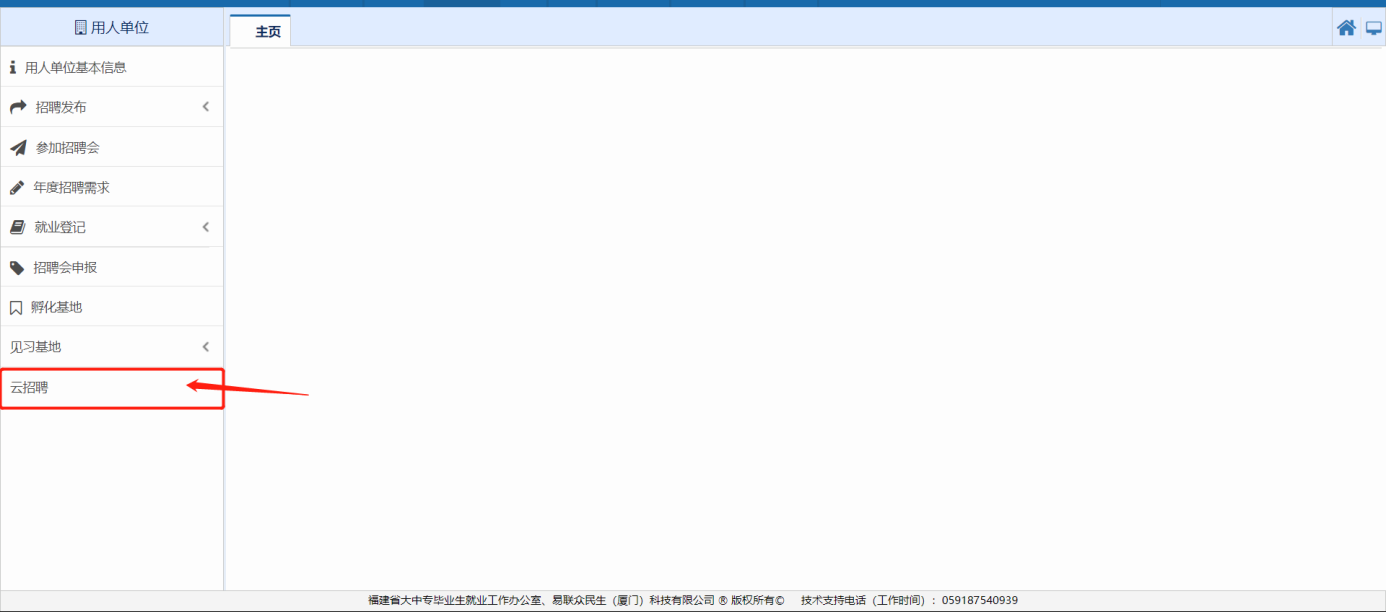 用人单位
主页
用人单位基本信息
招聘发布
参加招聘会
年度招聘需求
就业登记
招聘会申报
孵化基地
见习基地
云招聘
福建省大中专毕业生就业工作办公室、易联众民生（厦门）科技有限公司 ® 版权所有© 技术支持电话（工作时间）：059187540939